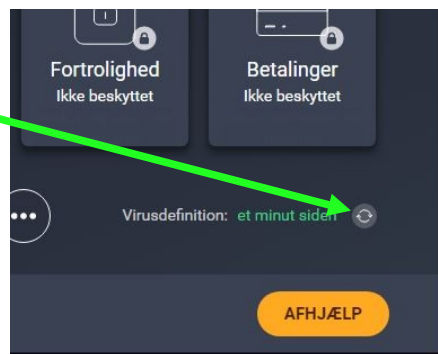 Fortrolighed
Ikke beskyttet
Betalinger
Ikke beskyttet
Virusdefinition: et minut siden
AFHJÆLP